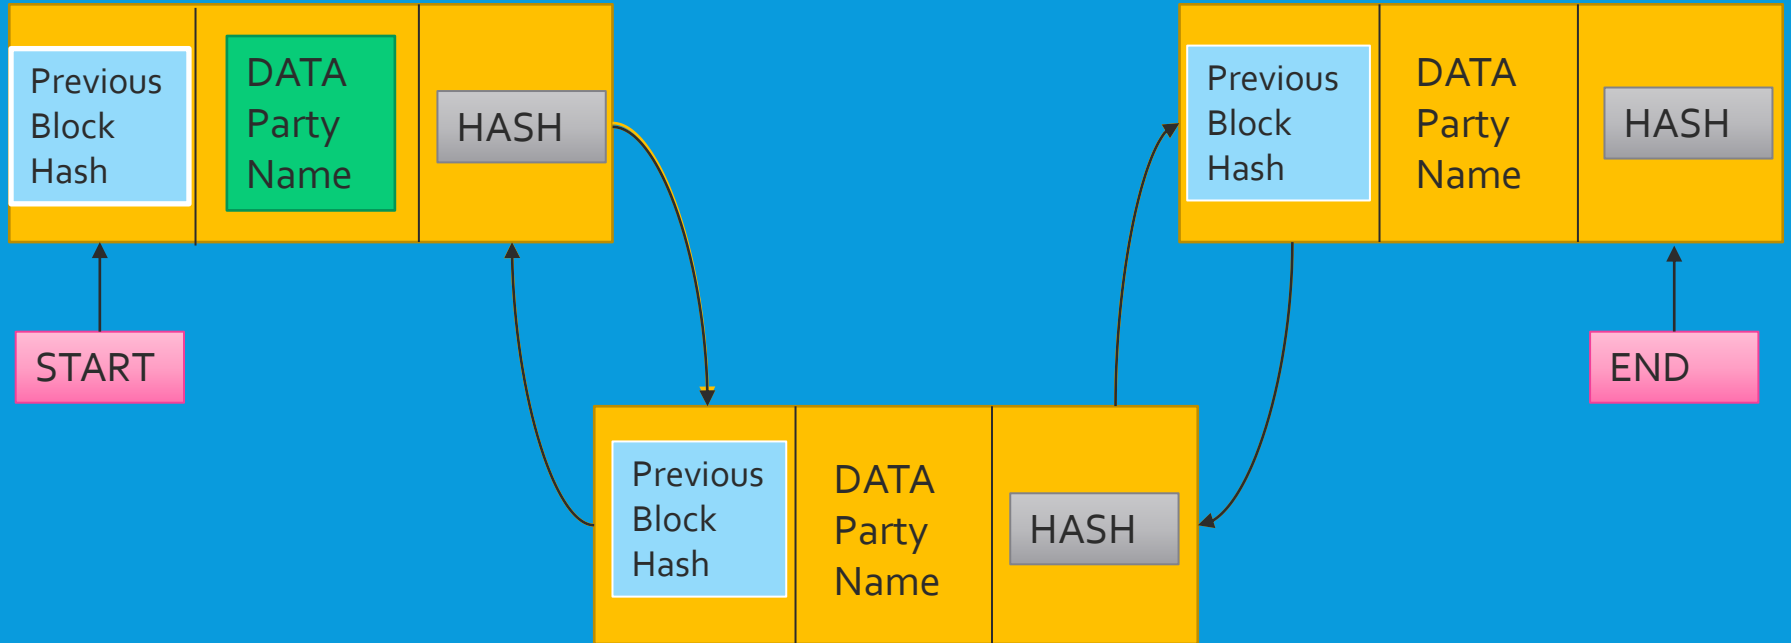 Previous
Block
Hash
DATA
Party
Name
HASH
Previous
Block
Hash
DATA
Party
Name
HASH
START
END
Previous
Block
Hash
DATA
Party
Name
HASH